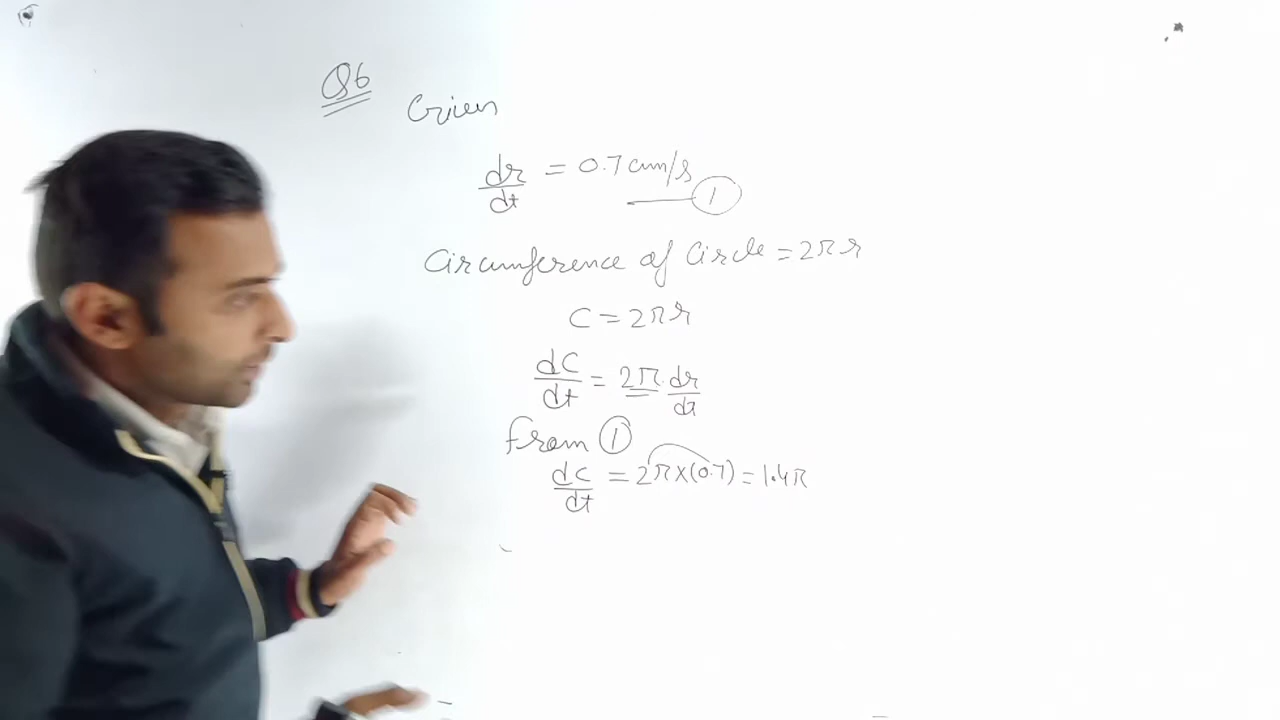 Q6
Given
dr/dt = 0.7 cm/s ——— ①
Circumference of Circle = 2πr
C = 2πr
dC/dt = 2π · dr/dt
from ①
dC/dt = 2π×(0.7) = 1.4π